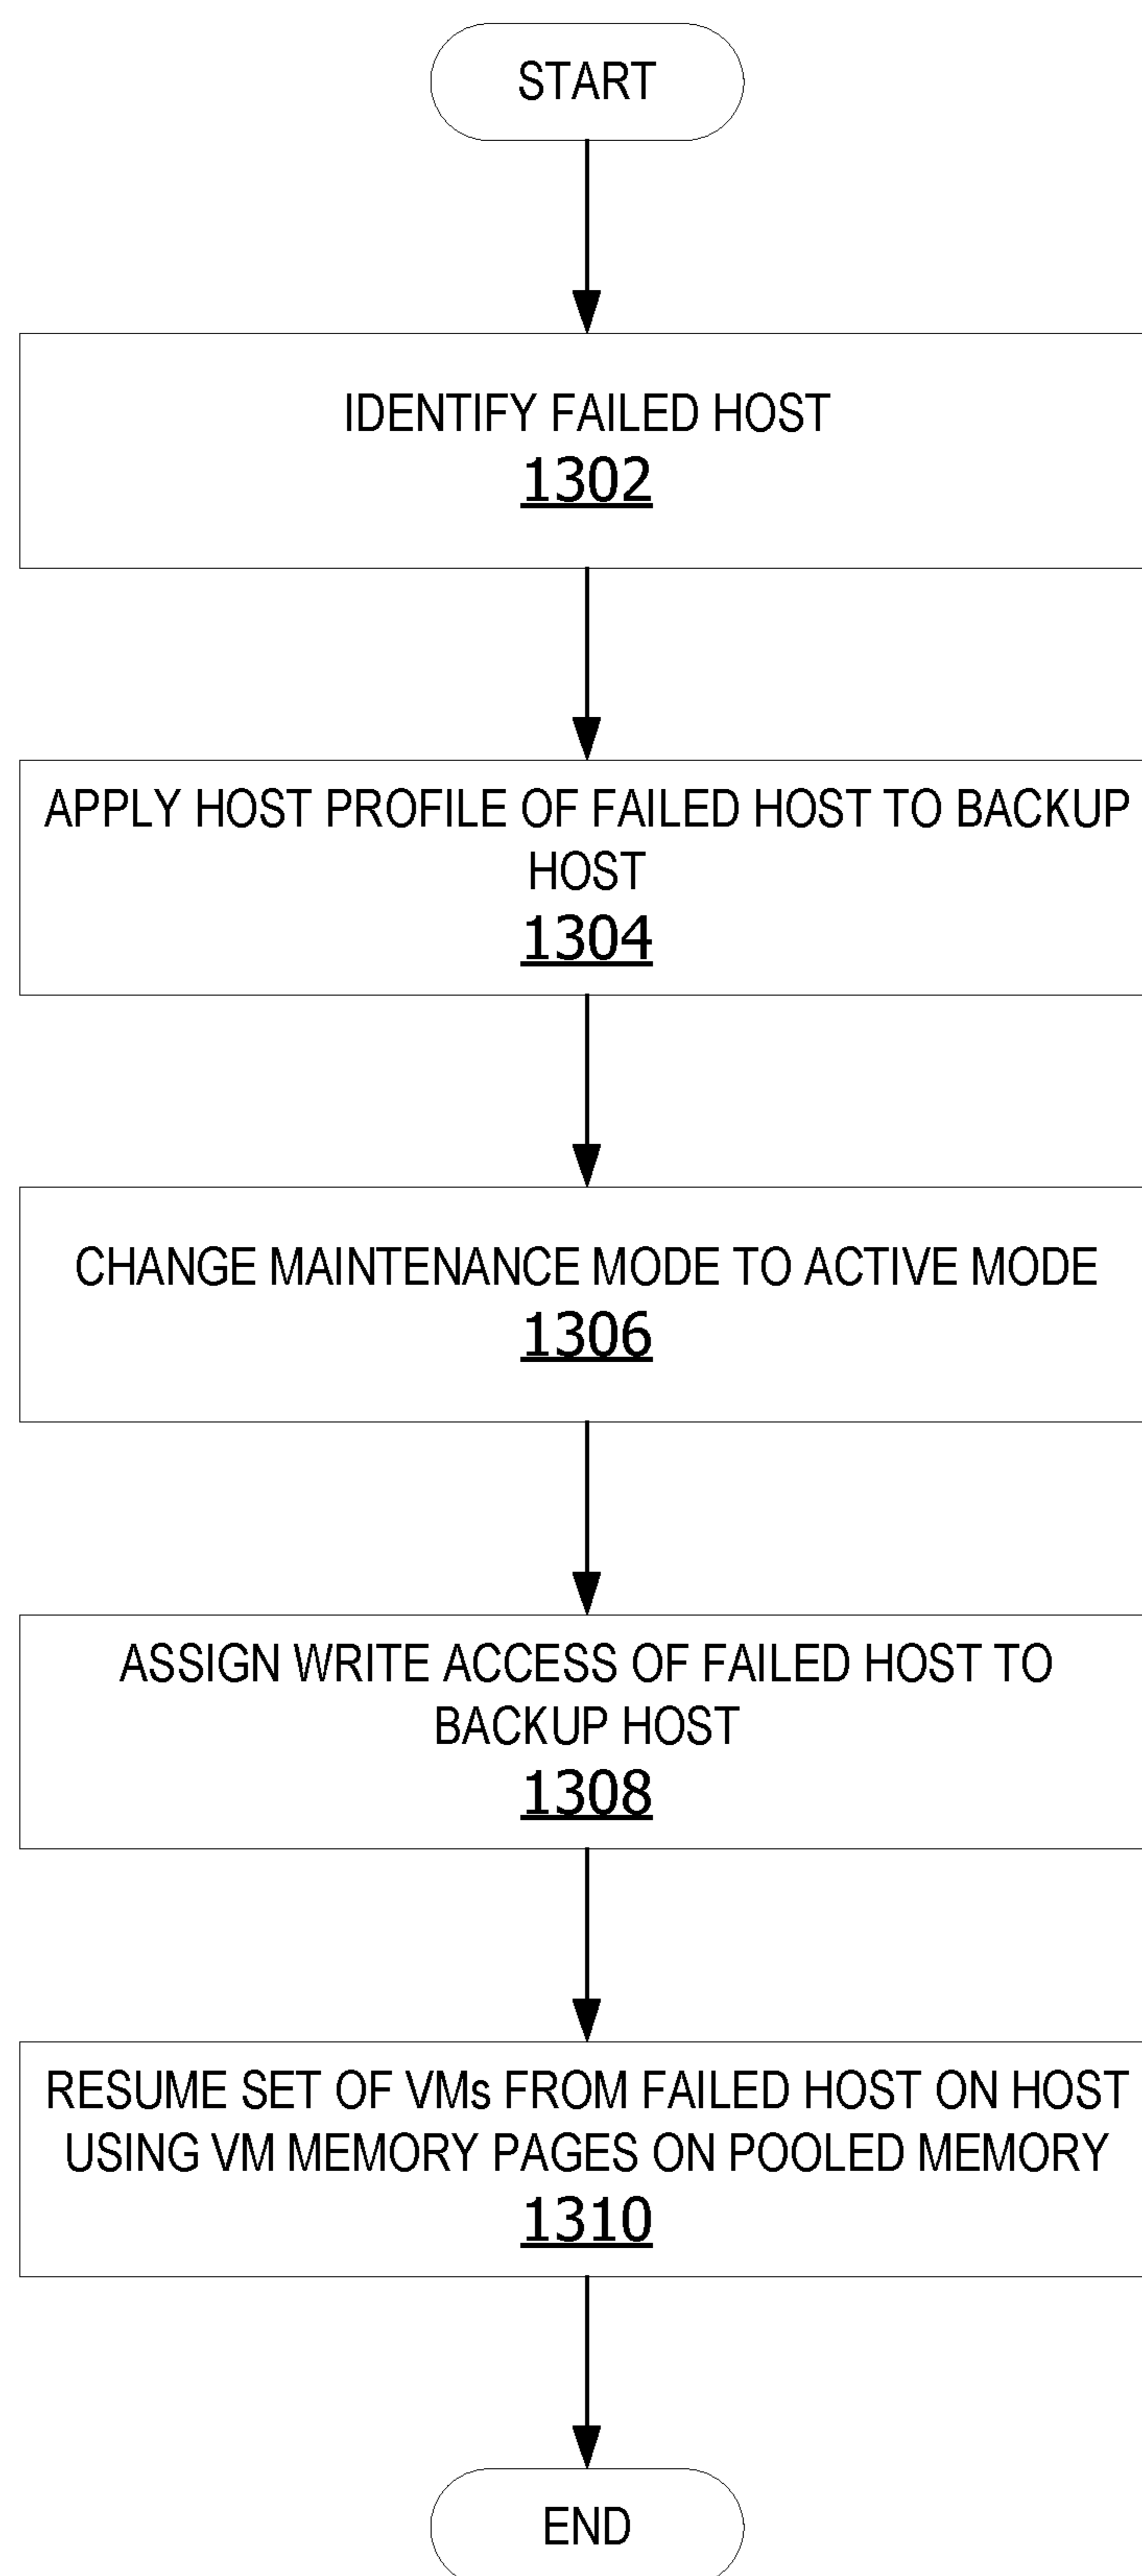 START
IDENTIFY FAILED HOST
1302
APPLY HOST PROFILE OF FAILED HOST TO BACKUP
HOST
1304
CHANGE MAINTENANCE MODE TO ACTIVE MODE
1306
ASSIGN WRITE ACCESS OF FAILED HOST TO
BACKUP HOST
1308
RESUME SET OF VMs FROM FAILED HOST ON HOST
USING VM MEMORY PAGES ON POOLED MEMORY
1310
END